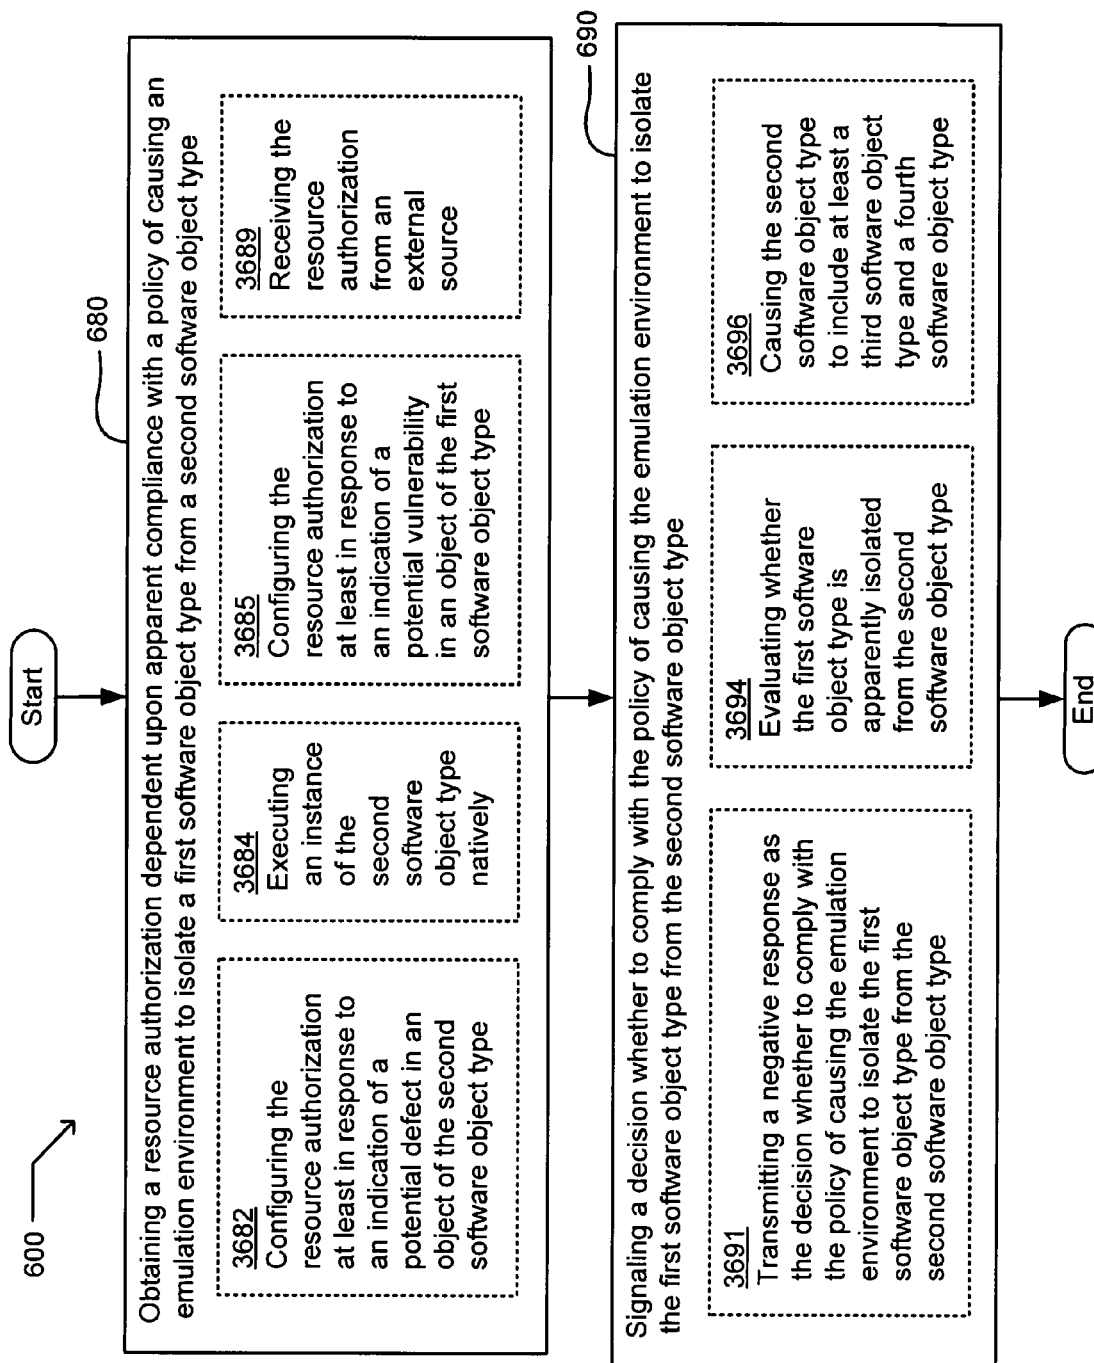 600
Start
680
Obtaining a resource authorization dependent upon apparent compliance with a policy of causing an
emulation environment to isolate a first software object type from a second software object type
3682
Configuring the
resource authorization
at least in response to
an indication of a
potential defect in an
object of the second
software object type
3684
Executing
an instance
of the
second
software
object type
natively
3685
Configuring the
resource authorization
at least in response to
an indication of a
potential vulnerability
in an object of the first
software object type
3689
Receiving the
resource
authorization
from an
external
source
690
Signaling a decision whether to comply with the policy of causing the emulation environment to isolate
the first software object type from the second software object type
3691
Transmitting a negative response as
the decision whether to comply with
the policy of causing the emulation
environment to isolate the first
software object type from the
second software object type
3694
Evaluating whether
the first software
object type is
apparently isolated
from the second
software object type
3696
Causing the second
software object type
to include at least a
third software object
type and a fourth
software object type
End